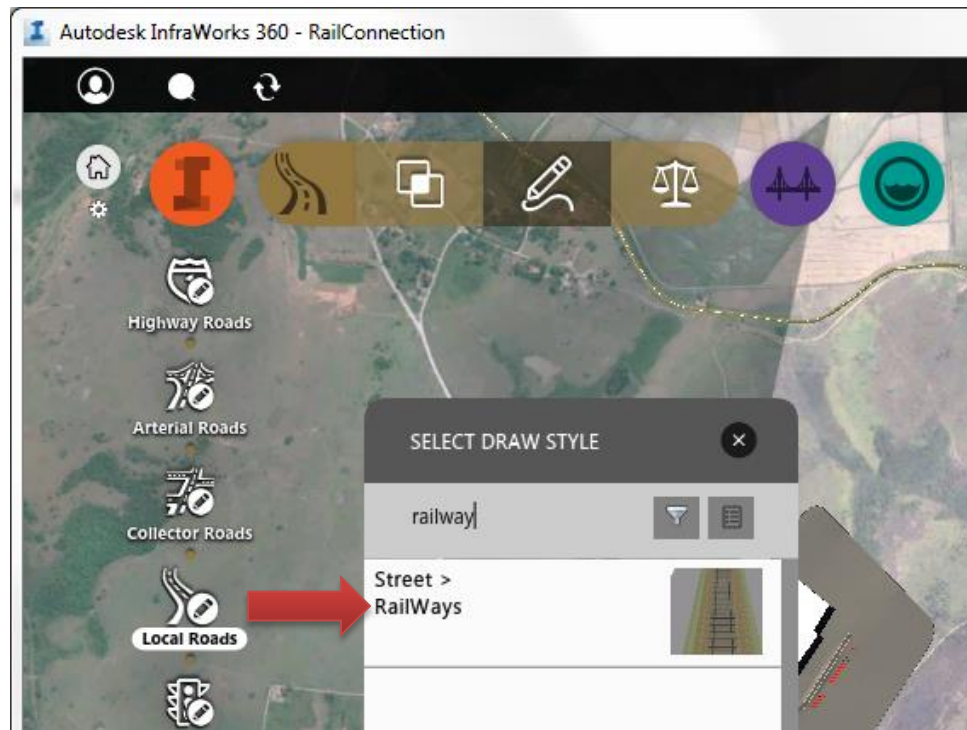 Autodesk InfraWorks 360 - RailConnection
Highway Roads
Arterial Roads
Collector Roads
Local Roads
SELECT DRAW STYLE
railway
Street >
RailWays